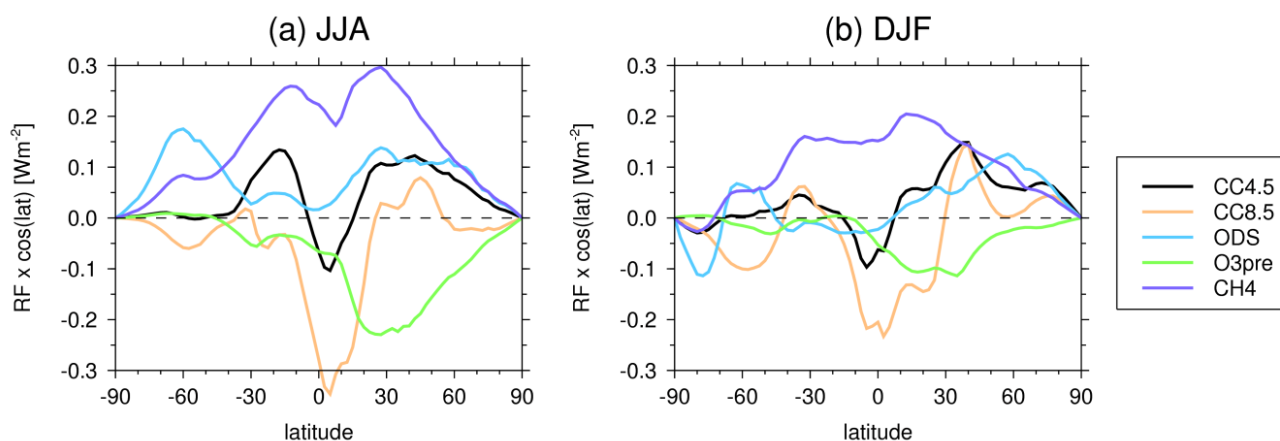 (a) JJA
(b) DJF
RF x cos(lat) [Wm⁻²]
0.3
0.2
0.1
0.0
-0.1
-0.2
-0.3
-90 -60 -30 0 30 60 90
latitude
RF x cos(lat) [Wm⁻²]
0.3
0.2
0.1
0.0
-0.1
-0.2
-0.3
-90 -60 -30 0 30 60 90
latitude
CC4.5
CC8.5
ODS
O3pre
CH4